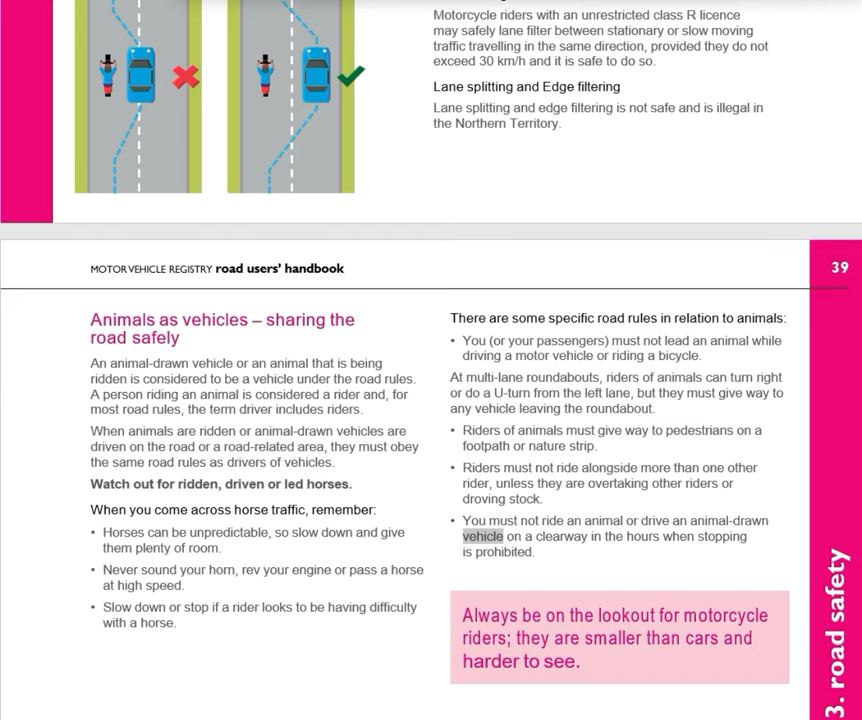 Motorcycle riders with an unrestricted class R licence
may safely lane filter between stationary or slow moving
traffic travelling in the same direction, provided they do not
exceed 30 km/h and it is safe to do so.
Lane splitting and Edge filtering
Lane splitting and edge filtering is not safe and is illegal in
the Northern Territory.
MOTOR VEHICLE REGISTRY road users' handbook
39
Animals as vehicles – sharing the
road safely
An animal-drawn vehicle or an animal that is being
ridden is considered to be a vehicle under the road rules.
A person riding an animal is considered a rider and, for
most road rules, the term driver includes riders.
When animals are ridden or animal-drawn vehicles are
driven on the road or a road-related area, they must obey
the same road rules as drivers of vehicles.
Watch out for ridden, driven or led horses.
When you come across horse traffic, remember:
• Horses can be unpredictable, so slow down and give
them plenty of room.
• Never sound your horn, rev your engine or pass a horse
at high speed.
• Slow down or stop if a rider looks to be having difficulty
with a horse.
There are some specific road rules in relation to animals:
• You (or your passengers) must not lead an animal while
driving a motor vehicle or riding a bicycle.
At multi-lane roundabouts, riders of animals can turn right
or do a U-turn from the left lane, but they must give way to
any vehicle leaving the roundabout.
• Riders of animals must give way to pedestrians on a
footpath or nature strip.
• Riders must not ride alongside more than one other
rider, unless they are overtaking other riders or
droving stock.
• You must not ride an animal or drive an animal-drawn
vehicle on a clearway in the hours when stopping
is prohibited.
Always be on the lookout for motorcycle
riders; they are smaller than cars and
harder to see.
3. road safety